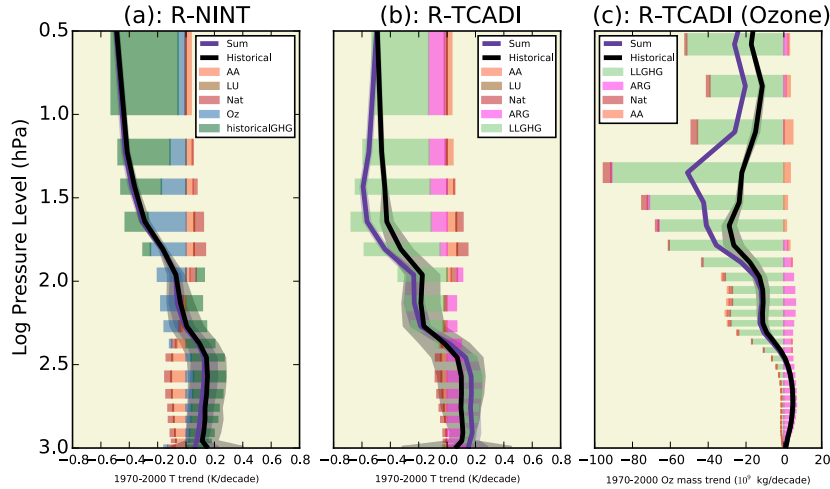 (a): R-NINT
(b): R-TCADI
(c): R-TCADI (Ozone)
Log Pressure Level (hPa)
0.5
1.0
1.5
2.0
2.5
3.0
Sum
Historical
AA
LU
Nat
Oz
historicalGHG
−0.8 −0.6 −0.4 −0.2 0.0 0.2 0.4 0.6 0.8
1970-2000 T trend (K/decade)
Sum
Historical
AA
LU
Nat
ARG
LLGHG
−0.8 −0.6 −0.4 −0.2 0.0 0.2 0.4 0.6 0.8
1970-2000 T trend (K/decade)
Sum
Historical
LLGHG
ARG
Nat
AA
−100 −80 −60 −40 −20 0 20
1970-2000 Oz mass trend (10⁹ kg/decade)